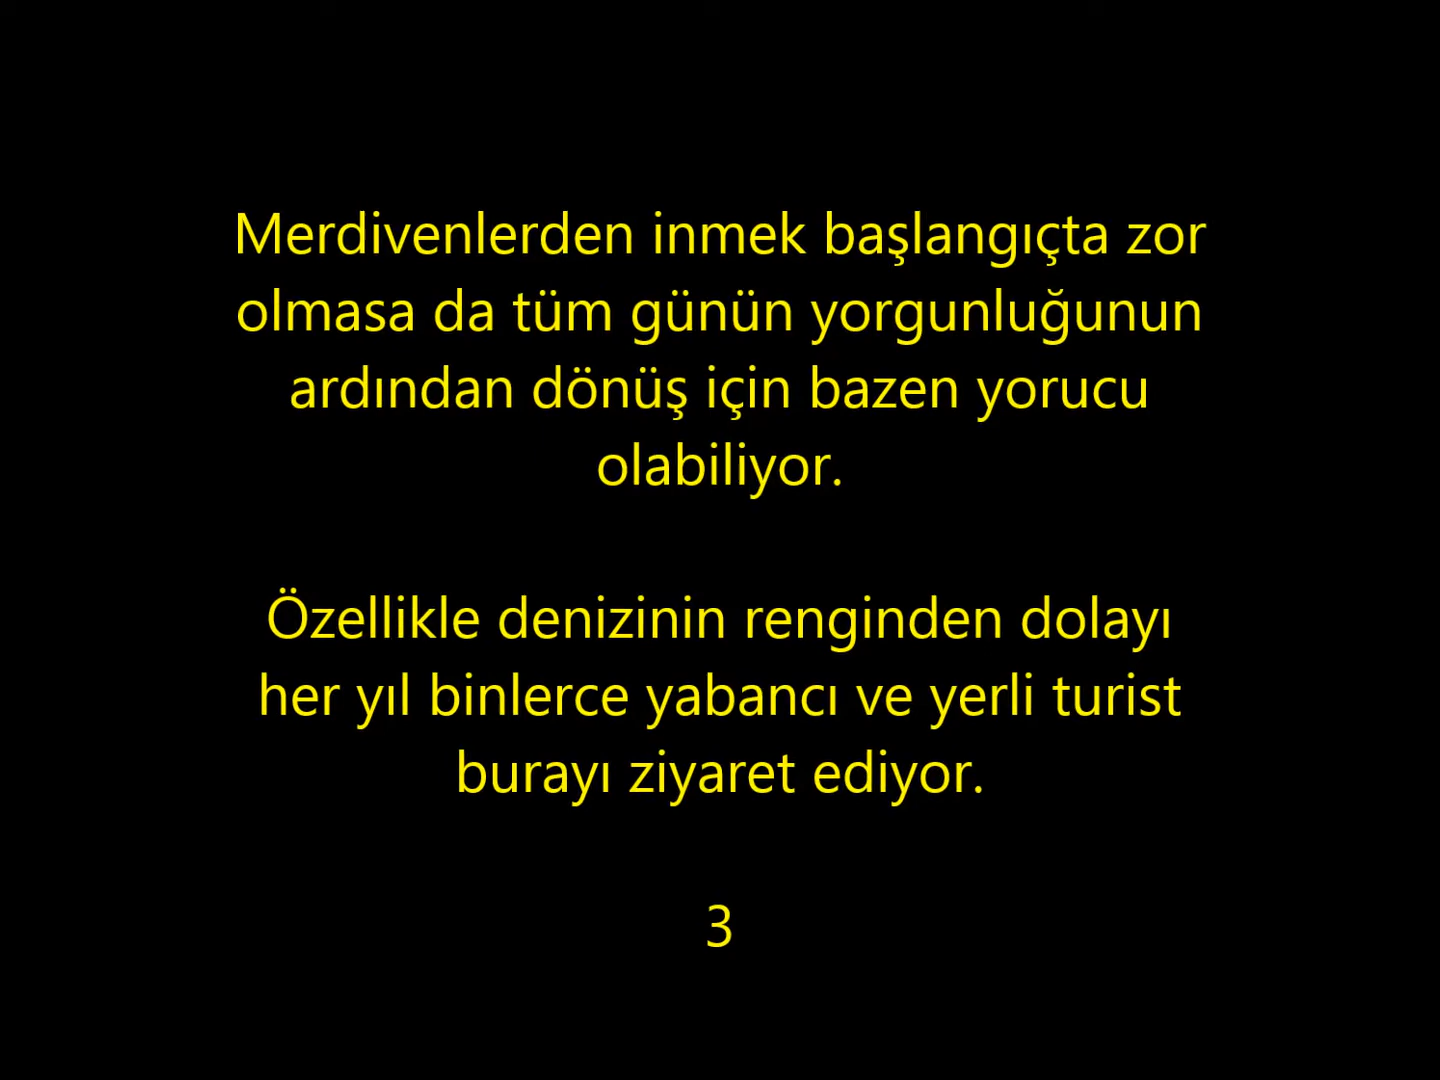 Merdivenlerden inmek başlangıçta zor
olmasa da tüm günün yorgunluğunun
ardından dönüş için bazen yorucu
olabiliyor.
Özellikle denizinin renginden dolayı
her yıl binlerce yabancı ve yerli turist
burayı ziyaret ediyor.
3